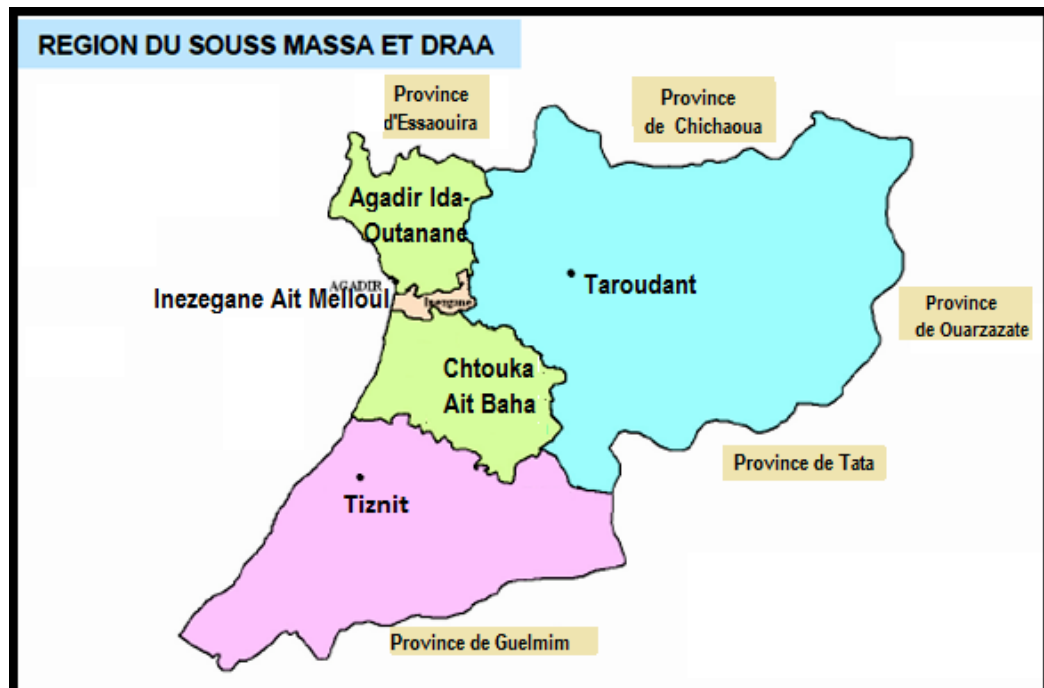 REGION DU SOUSS MASSA ET DRAA
Province
d'Essaouira
Province
de Chichaoua
Agadir Ida-
Outanane
AGADIR
Inezegane Ait Melloul
Inezgane
Taroudant
Province
de Ouarzazate
Chtouka
Ait Baha
Province de Tata
Tiznit
Province de Guelmim